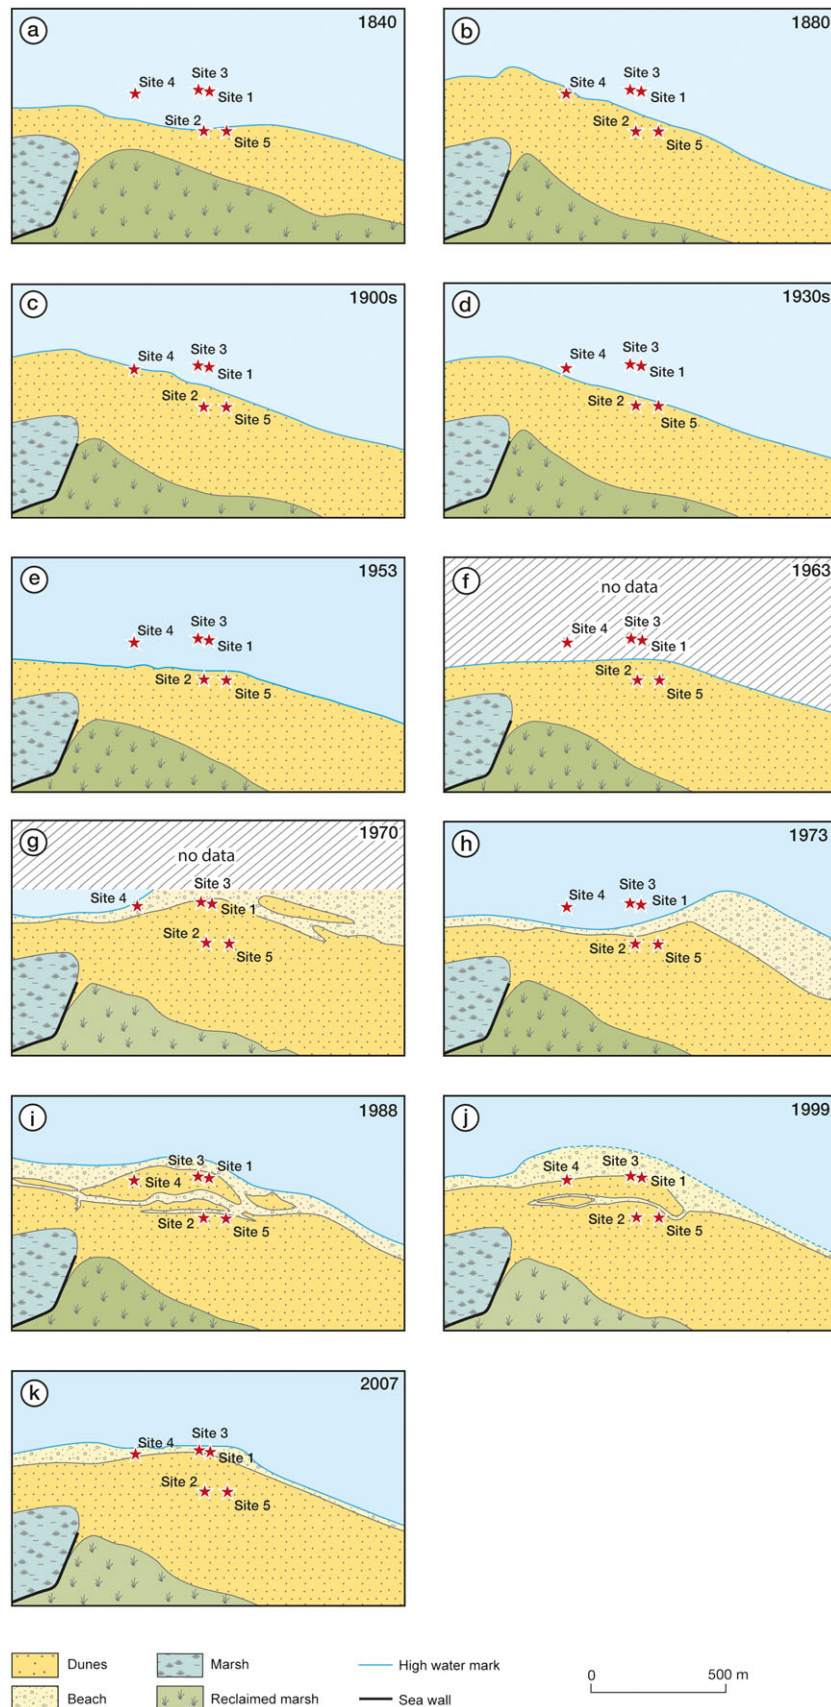 a
1840
Site 3
Site 4
Site 1
Site 2
Site 5
b
1880
Site 3
Site 4
Site 1
Site 2
Site 5
c
1900s
Site 3
Site 4
Site 1
Site 2
Site 5
d
1930s
Site 3
Site 4
Site 1
Site 2
Site 5
e
1953
Site 3
Site 4
Site 1
Site 2
Site 5
f
1963
no data
Site 3
Site 4
Site 1
Site 2
Site 5
g
1970
no data
Site 3
Site 4
Site 1
Site 2
Site 5
h
1973
Site 3
Site 4
Site 1
Site 2
Site 5
i
1988
Site 3
Site 1
Site 4
Site 2
Site 5
j
1999
Site 3
Site 4
Site 1
Site 2
Site 5
k
2007
Site 3
Site 4
Site 1
Site 2
Site 5
Dunes
Marsh
High water mark
0
500 m
Beach
Reclaimed marsh
Sea wall